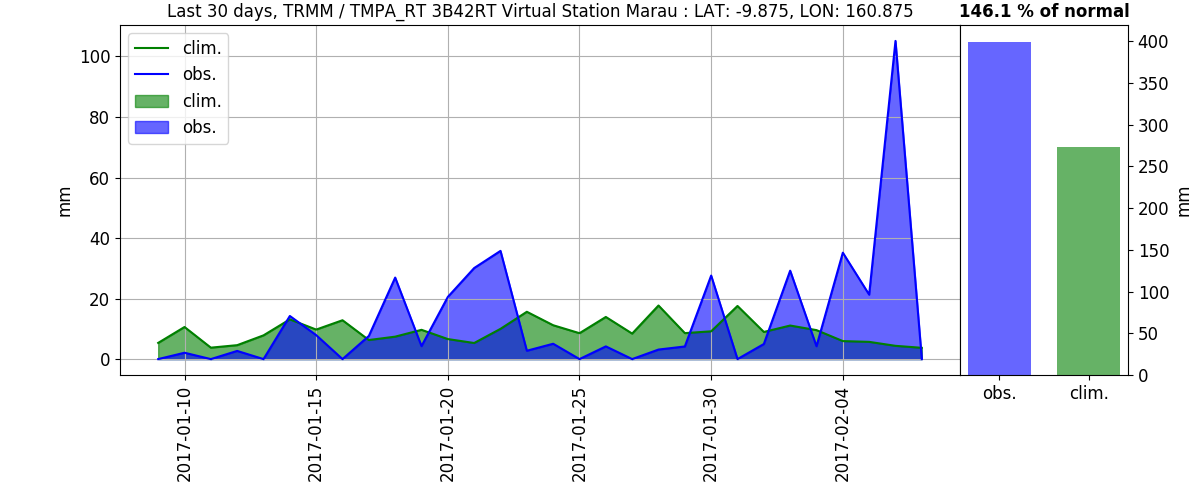 Last 30 days, TRMM / TMPA_RT 3B42RT Virtual Station Marau : LAT: -9.875, LON: 160.875
146.1 % of normal
clim.
obs.
clim.
obs.
100
80
60
40
20
0
mm
2017-01-10
2017-01-15
2017-01-20
2017-01-25
2017-01-30
2017-02-04
400
350
300
250
200
150
100
50
0
mm
obs.
clim.